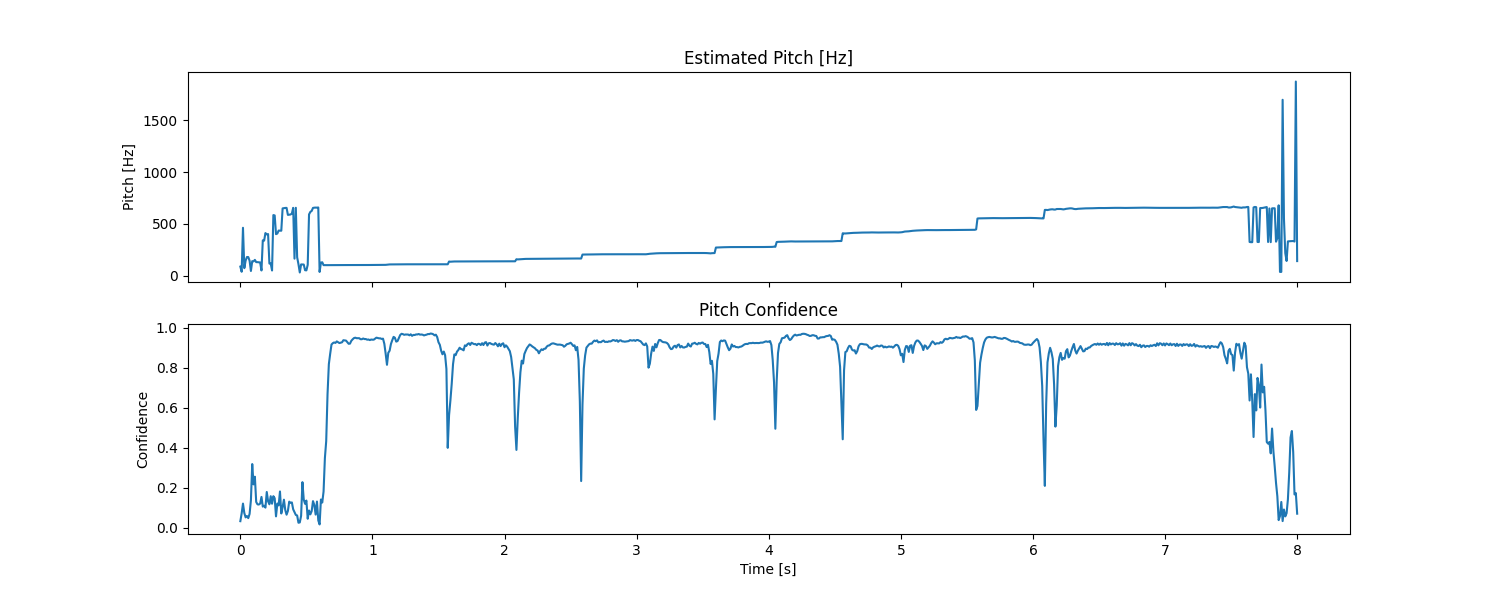 Estimated Pitch [Hz]
Pitch [Hz]
1500
1000
500
0
Pitch Confidence
Confidence
1.0
0.8
0.6
0.4
0.2
0.0
0 1 2 3 4 5 6 7 8
Time [s]